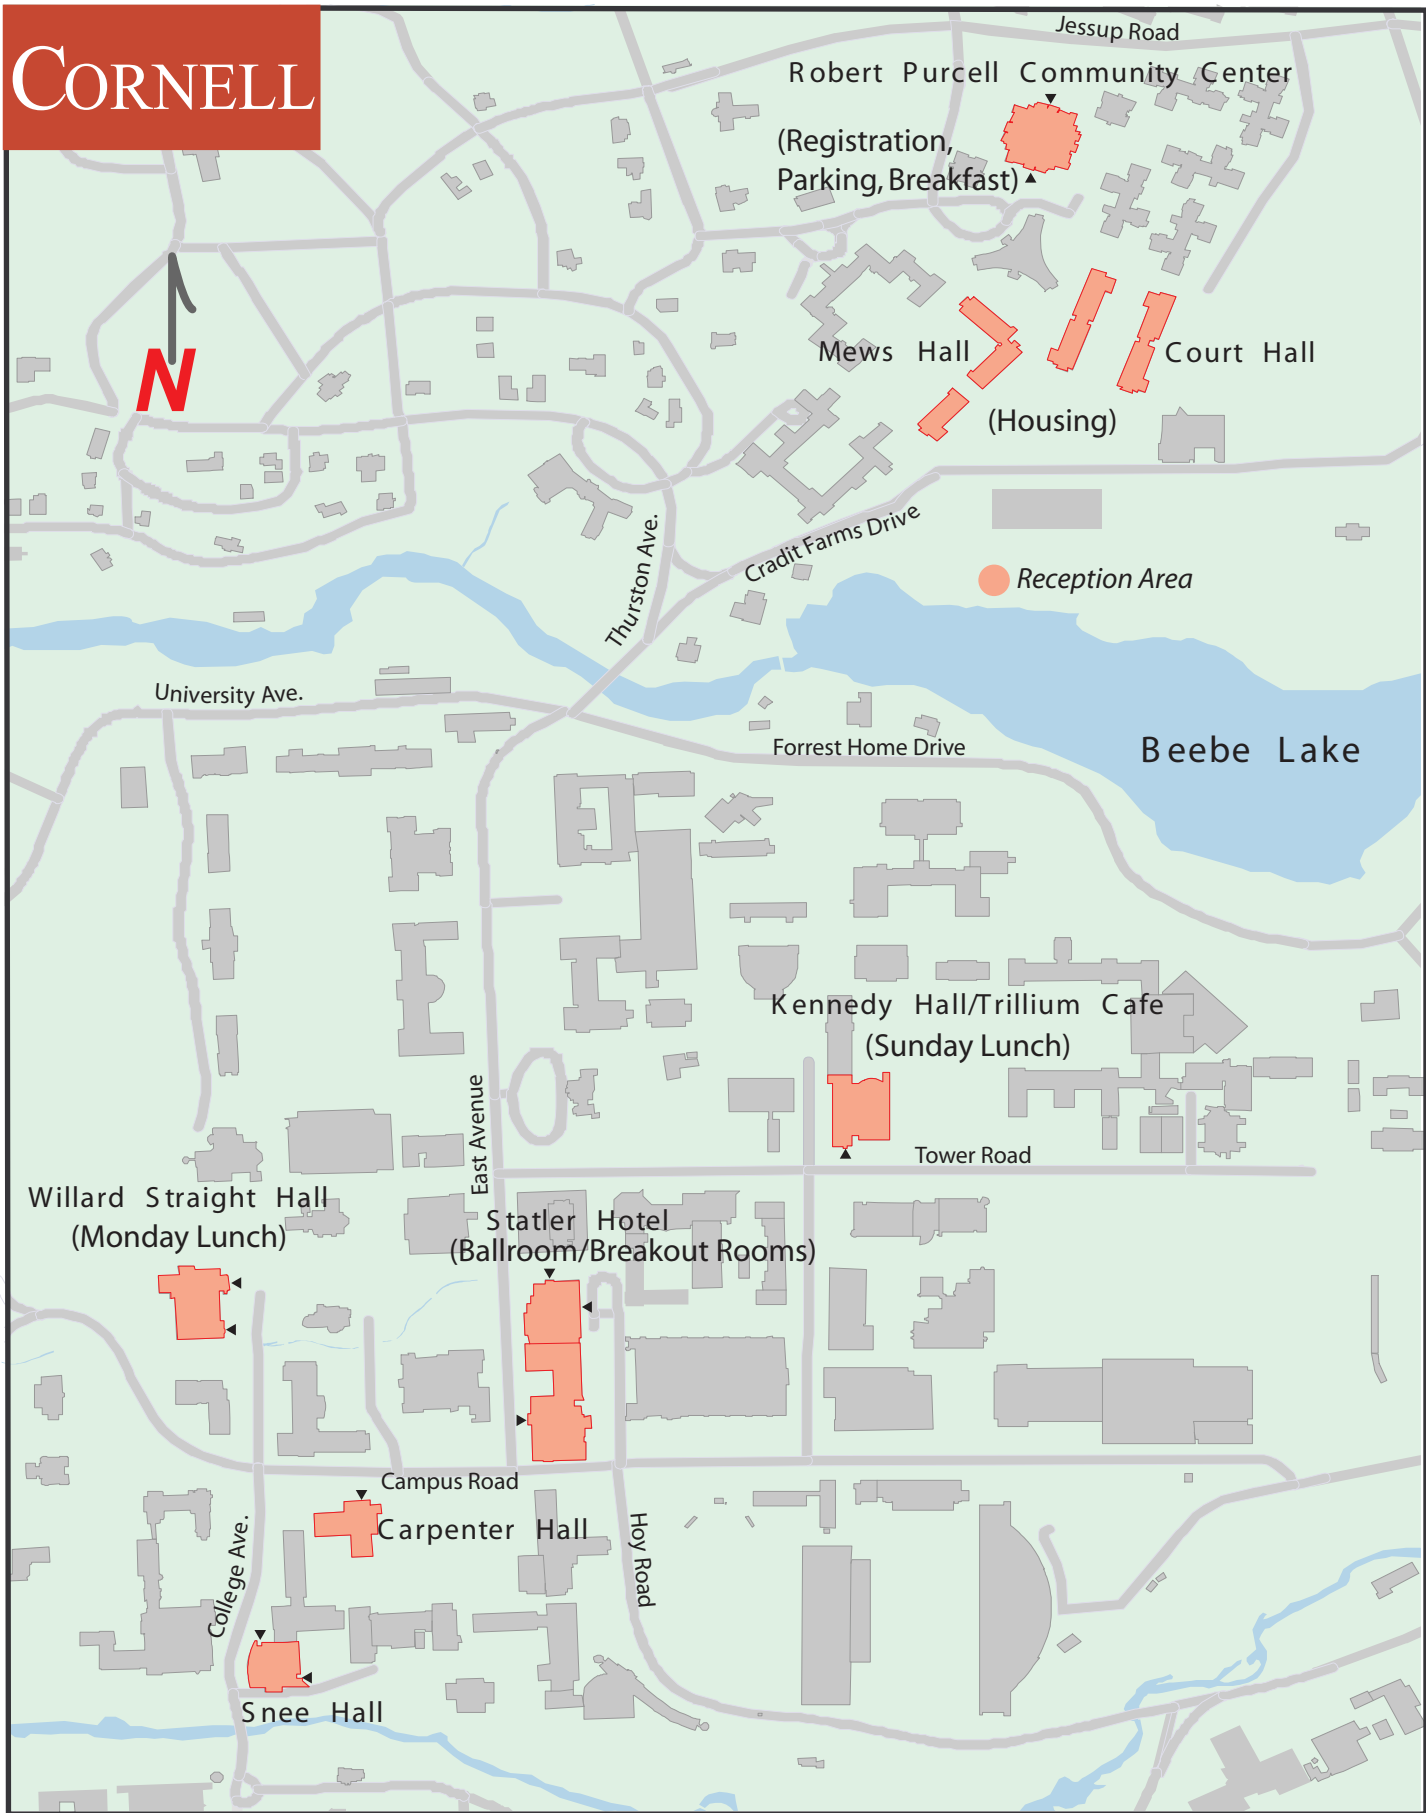 CORNELL
Jessup Road
Robert Purcell Community Center
(Registration,
Parking, Breakfast)
N
Mews Hall
Court Hall
(Housing)
Thurston Ave.
Cradit Farms Drive
Reception Area
University Ave.
Forrest Home Drive
Beebe Lake
Kennedy Hall/Trillium Cafe
(Sunday Lunch)
East Avenue
Tower Road
Willard Straight Hall
(Monday Lunch)
Statler Hotel
(Ballroom/Breakout Rooms)
Campus Road
Carpenter Hall
College Ave.
Hoy Road
Snee Hall